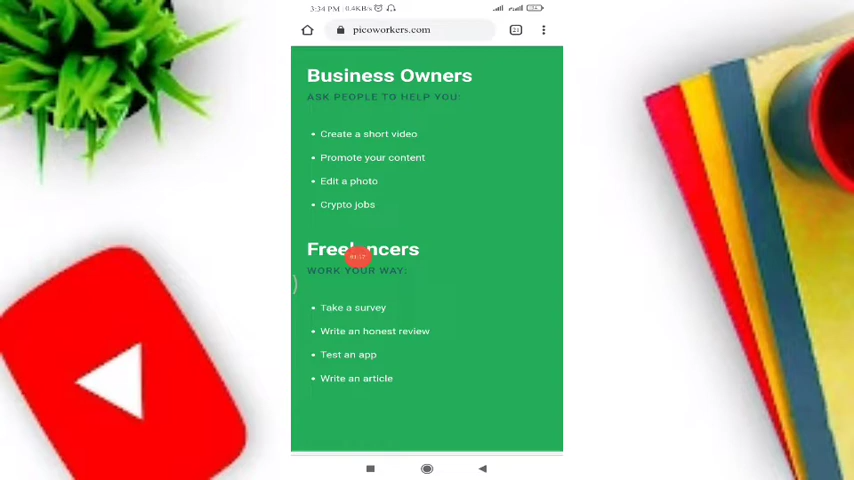 3:34 PM | 0.4KB/s
picoworkers.com
Business Owners
ASK PEOPLE TO HELP YOU:
• Create a short video
• Promote your content
• Edit a photo
• Crypto jobs
Freelancers
WORK YOUR WAY:
• Take a survey
• Write an honest review
• Test an app
• Write an article